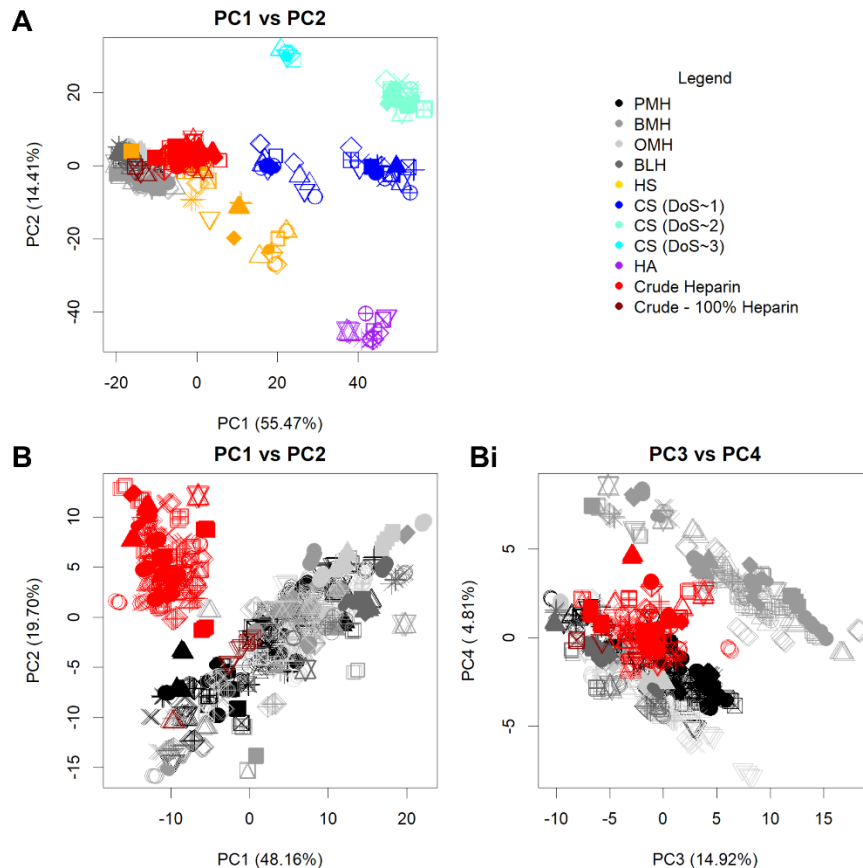 A
PC1 vs PC2
PC2 (14.41%)
20
0
-20
-40
-20
0
20
40
PC1 (55.47%)
Legend
PMH
BMH
OMH
BLH
HS
CS (DoS~1)
CS (DoS~2)
CS (DoS~3)
HA
Crude Heparin
Crude - 100% Heparin
B
PC1 vs PC2
PC2 (19.70%)
10
5
0
-5
-10
-15
-10
0
10
20
PC1 (48.16%)
Bi
PC3 vs PC4
PC4 ( 4.81%)
5
0
-5
-10
-5
0
5
10
15
PC3 (14.92%)